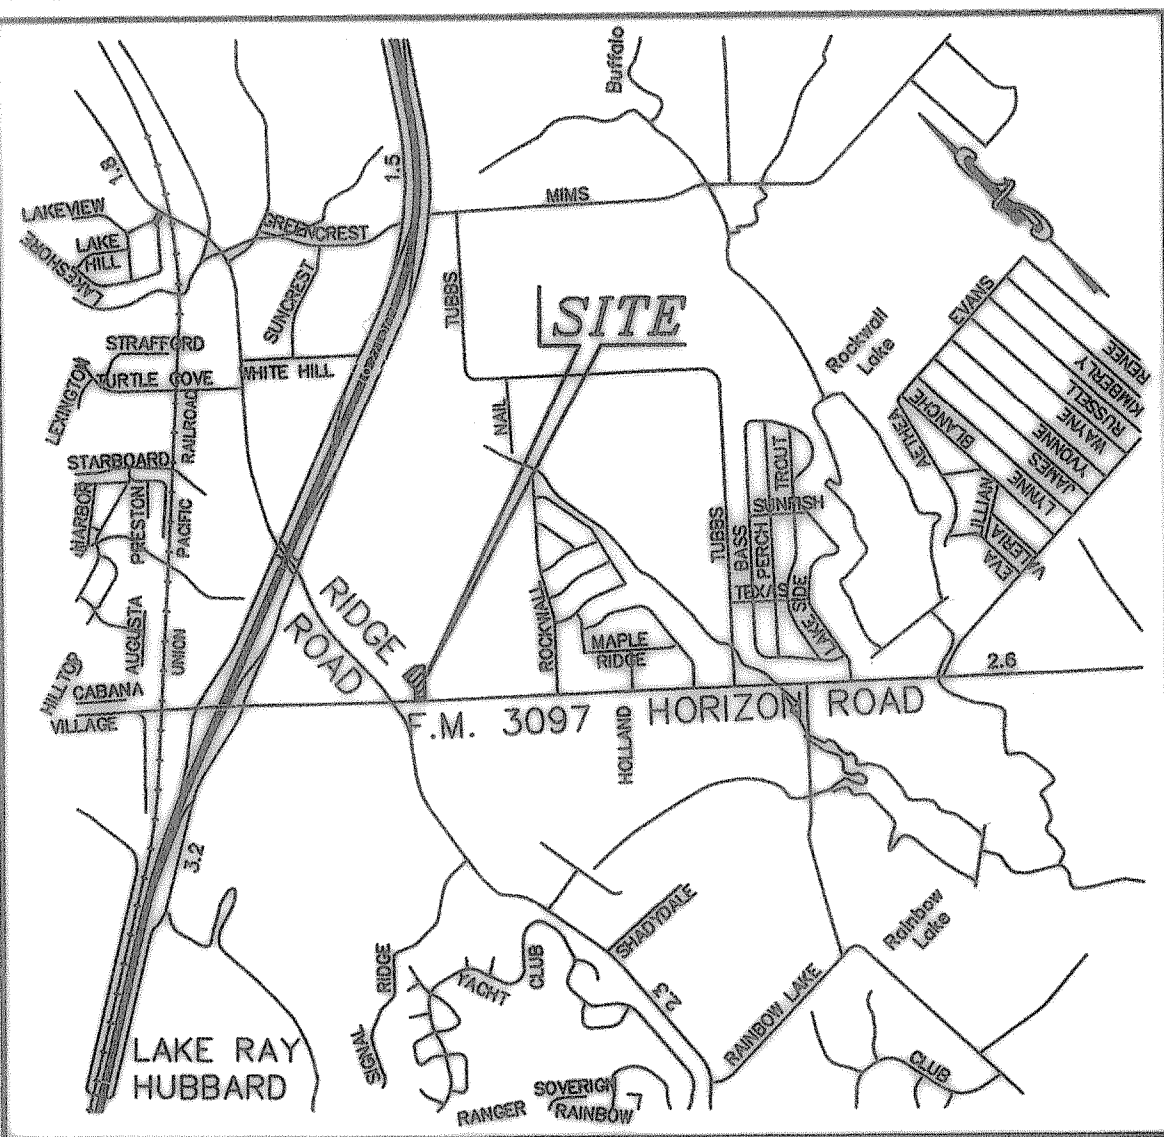 Buffalo
1.8
1.5
MIMS
LAKEVIEW
GREENCREST
LAKE
HILL
LAKESHORE
TUBBS
SUNCREST
SITE
EVANS
Rockwall
Lake
STRAFFORD
TURTLE COVE
WHITE HILL
LEXINGTON
RAILROAD
NAIL
RENEE
KIMBERLY
RUSSELL
WAYNE
YVONNE
JAMES
LYNNE
BLANCHE
AETHEA
STARBOARD
TROUT
SUNFISH
HARBOR
PRESTON
PACIFIC
TUBBS
BASS
PERCH
TEXAS
LAKE SIDE
LILLIAN
VALERIA
EVA
RIDGE
ROAD
ROCKWALL
MAPLE
RIDGE
AUGUSTA
UNION
HILLTOP
CABANA
VILLAGE
2.6
F.M. 3097 HORIZON ROAD
HOLLAND
3.2
SHADYDALE
Rainbow
Lake
RIDGE
SIGNAL
YACHT
CLUB
2.3
RAINBOW LAKE
CLUB
LAKE RAY
HUBBARD
SOVERIGN
RANGER
RAINBOW